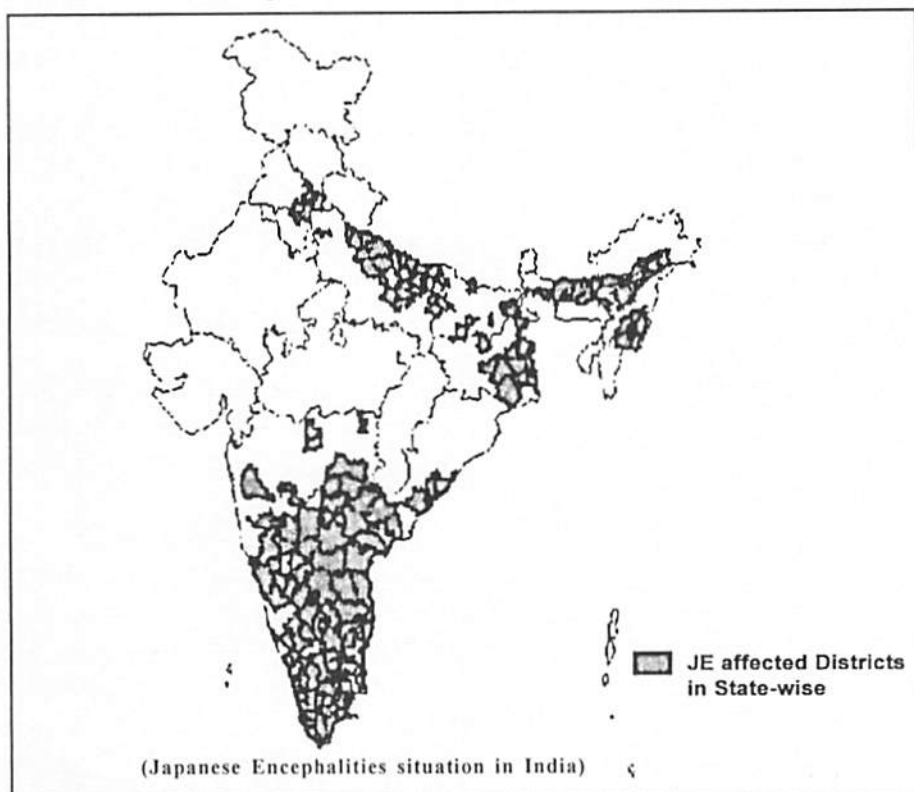 JE affected Districts
in State-wise
(Japanese Encephalities situation in India)